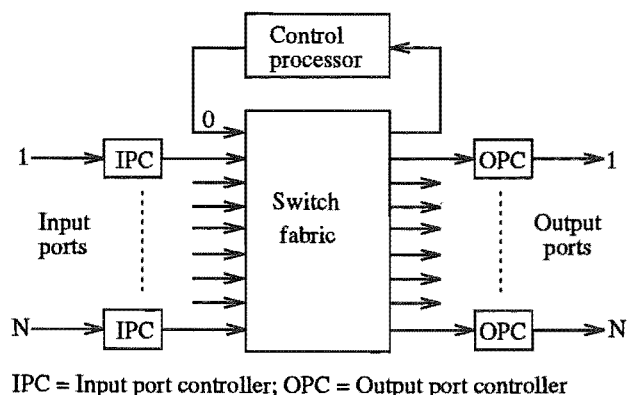 Control
processor
0
1 IPC OPC 1
Input
ports
Switch
fabric
Output
ports
N IPC OPC N
IPC = Input port controller; OPC = Output port controller